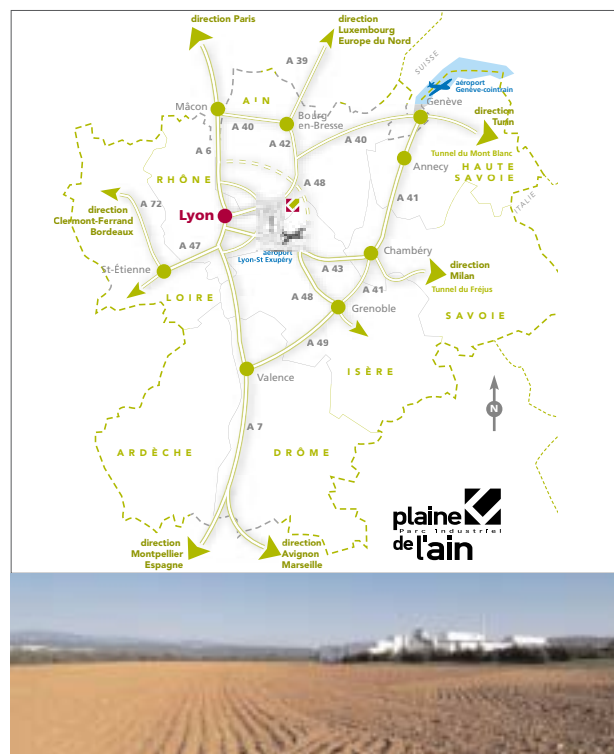 direction Paris
direction
Luxembourg
Europe du Nord
A 39
SUISSE
aéroport
Genève-cointrain
Mâcon
AIN
Bourg-
en-Bresse
Genève
A 40
A 42
A 40
direction
Turin
A 6
Tunnel du Mont Blanc
Annecy
HAUTE
SAVOIE
RHÔNE
A 48
A 41
ITALIE
A 72
Lyon
direction
Clermont-Ferrand
Bordeaux
A 47
aéroport
Lyon-St Exupéry
Chambéry
St-Étienne
A 43
direction
Milan
Tunnel du Fréjus
LOIRE
A 48
A 41
Grenoble
SAVOIE
A 49
Valence
ISÈRE
N
A 7
ARDÈCHE
DRÔME
plaine
Parc Industriel
de l'ain
direction
Montpellier
Espagne
direction
Avignon
Marseille